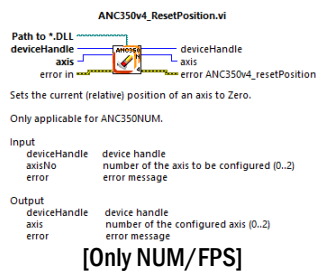 ANC350v4_ResetPosition.vi
Path to *.DLL
deviceHandle deviceHandle
axis axis
error in error ANC350v4_resetPosition
Sets the current (relative) position of an axis to Zero.
Only applicable for ANC350NUM.
Input
deviceHandle device handle
axisNo number of the axis to be configured (0..2)
error error message
Output
deviceHandle device handle
axis number of the configured axis (0..2)
error error message
[Only NUM/FPS]